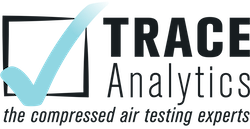 TRACE
Analytics
the compressed air testing experts